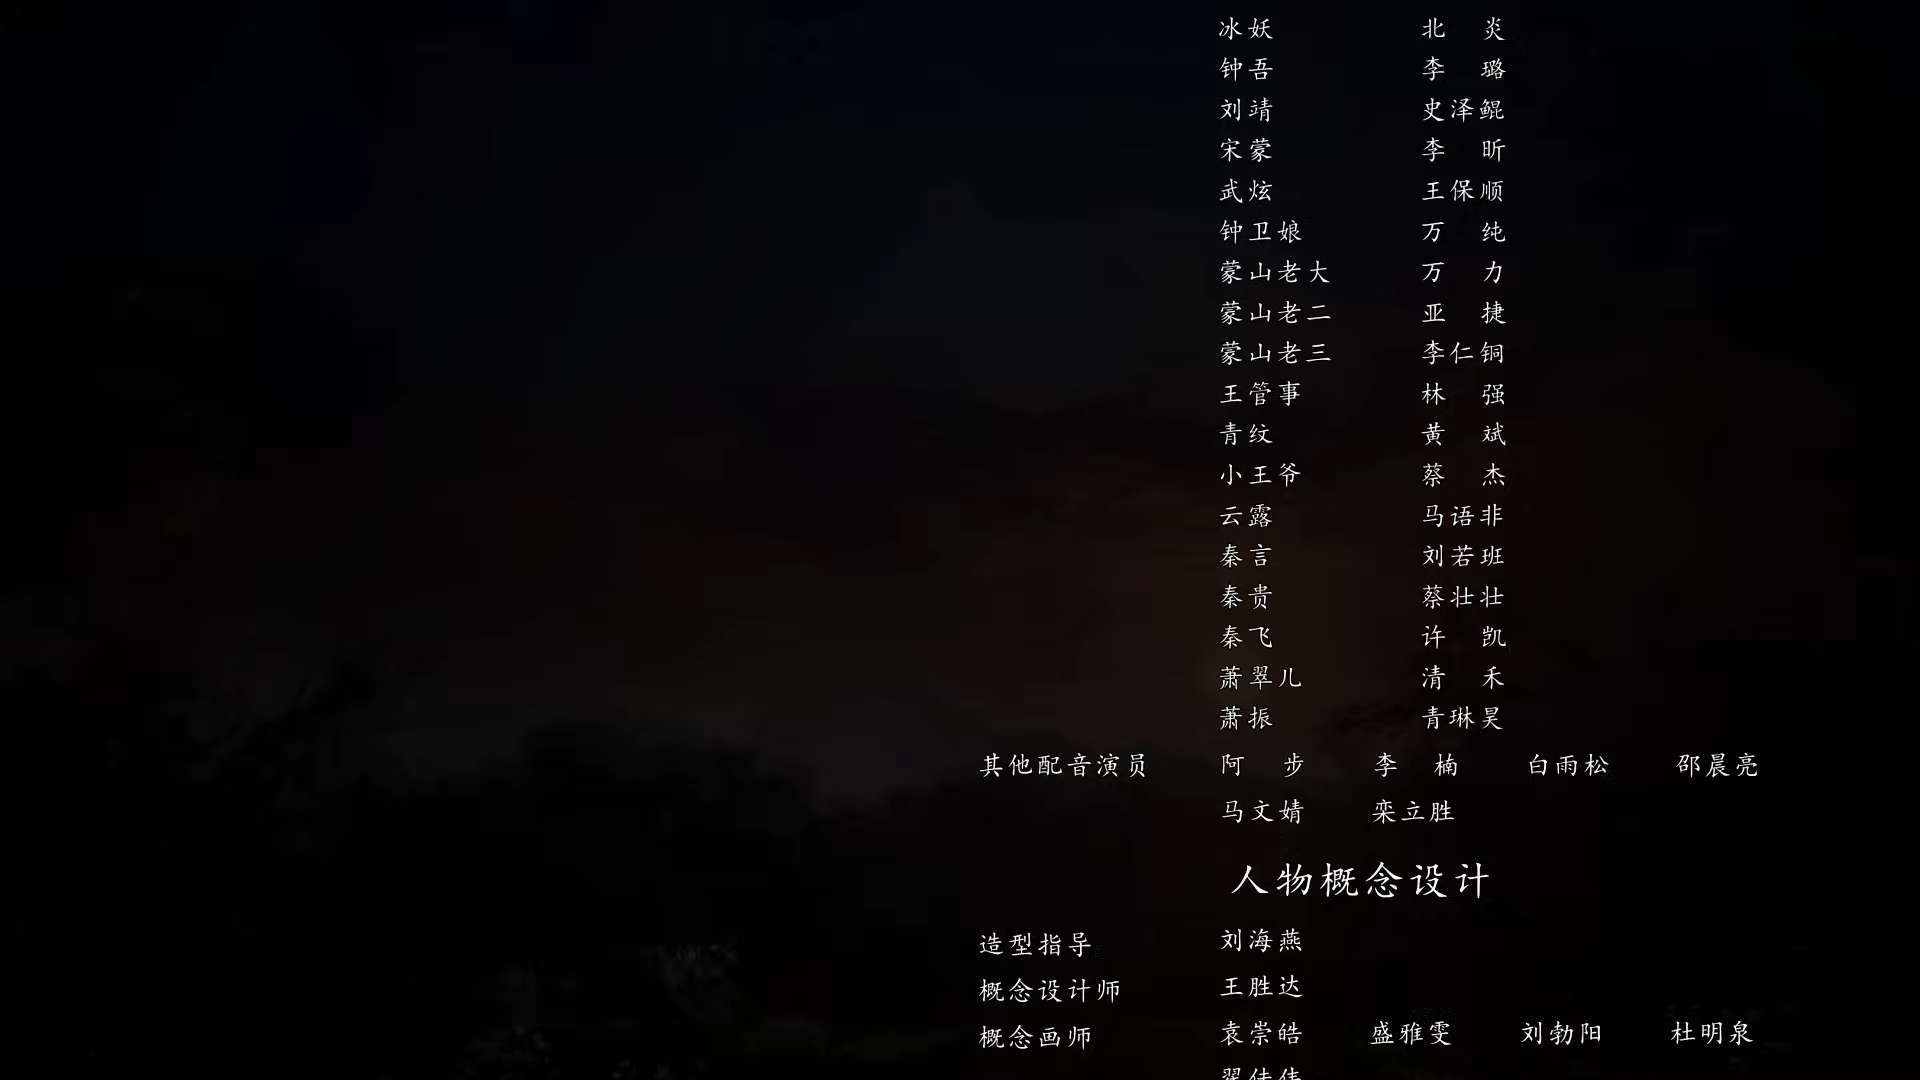 冰妖 北炎
钟吾 李璐
刘靖 史泽鲲
宋蒙 李昕
武炫 王保顺
钟卫娘 万纯
蒙山老大 万力
蒙山老二 亚捷
蒙山老三 李仁铜
王管事 林强
青纹 黄斌
小王爷 蔡杰
云露 马语非
秦言 刘若班
秦贵 蔡壮壮
秦飞 许凯
萧翠儿 清禾
萧振 青琳昊
其他配音演员 阿步 李楠 白雨松 邵晨亮
马文婧 栾立胜
人物概念设计
造型指导 刘海燕
概念设计师 王胜达
概念画师 袁崇皓 盛雅雯 刘勃阳 杜明泉